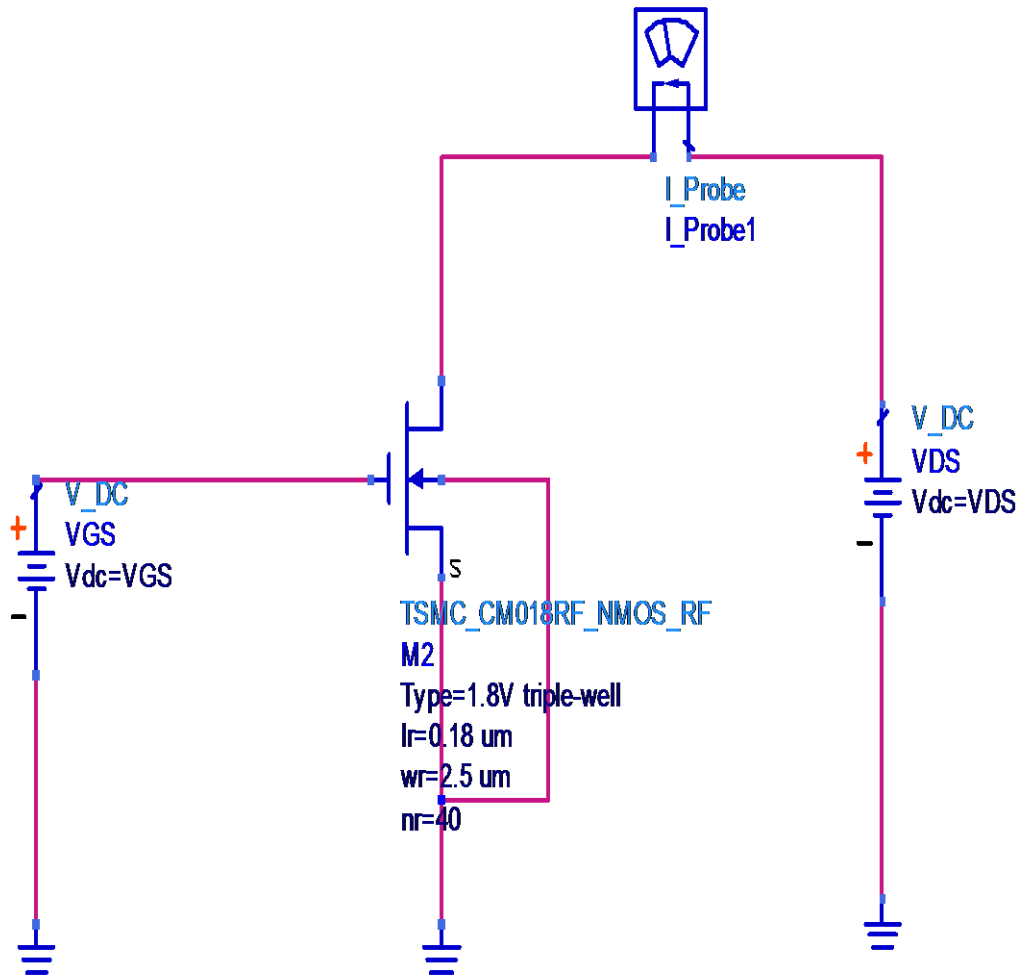 I_Probe
I_Probe1
V_DC
VDS
Vdc=VDS
+
-
V_DC
VGS
Vdc=VGS
+
-
S
TSMC_CM018RF_NMOS_RF
M2
Type=1.8V triple-well
lr=0.18 um
wr=2.5 um
nr=40